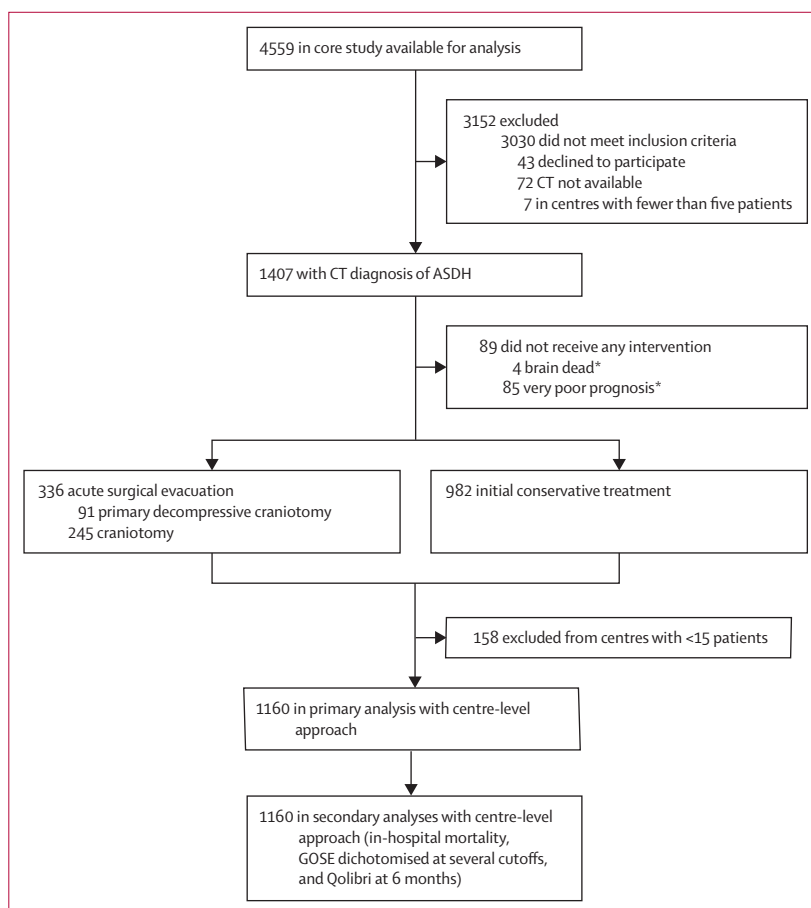 4559 in core study available for analysis
3152 excluded
3030 did not meet inclusion criteria
43 declined to participate
72 CT not available
7 in centres with fewer than five patients
1407 with CT diagnosis of ASDH
89 did not receive any intervention
4 brain dead*
85 very poor prognosis*
336 acute surgical evacuation
91 primary decompressive craniotomy
245 craniotomy
982 initial conservative treatment
158 excluded from centres with <15 patients
1160 in primary analysis with centre-level
approach
1160 in secondary analyses with centre-level
approach (in-hospital mortality,
GOSE dichotomised at several cutoffs,
and Qolibri at 6 months)